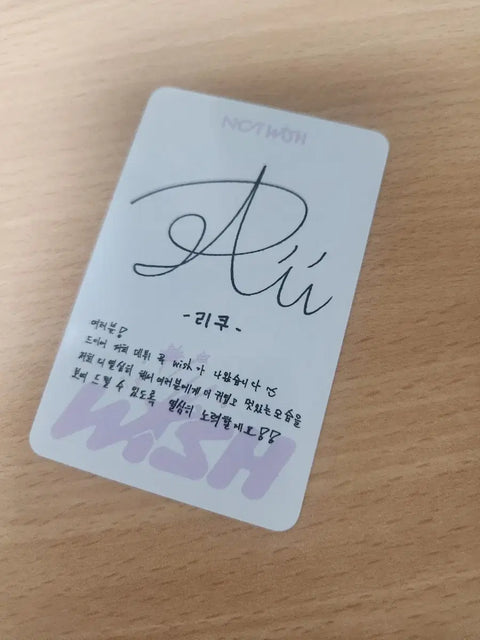 NCT WISH
-리쿠-
여러분!
드디어 저희 데뷔 곡 wish가 나왔습니다
저희 더 열심히 해서 여러분에게 더 귀엽고 멋있는 모습을
보여 드릴 수 있도록 열심히 노력할게요!!
WISH